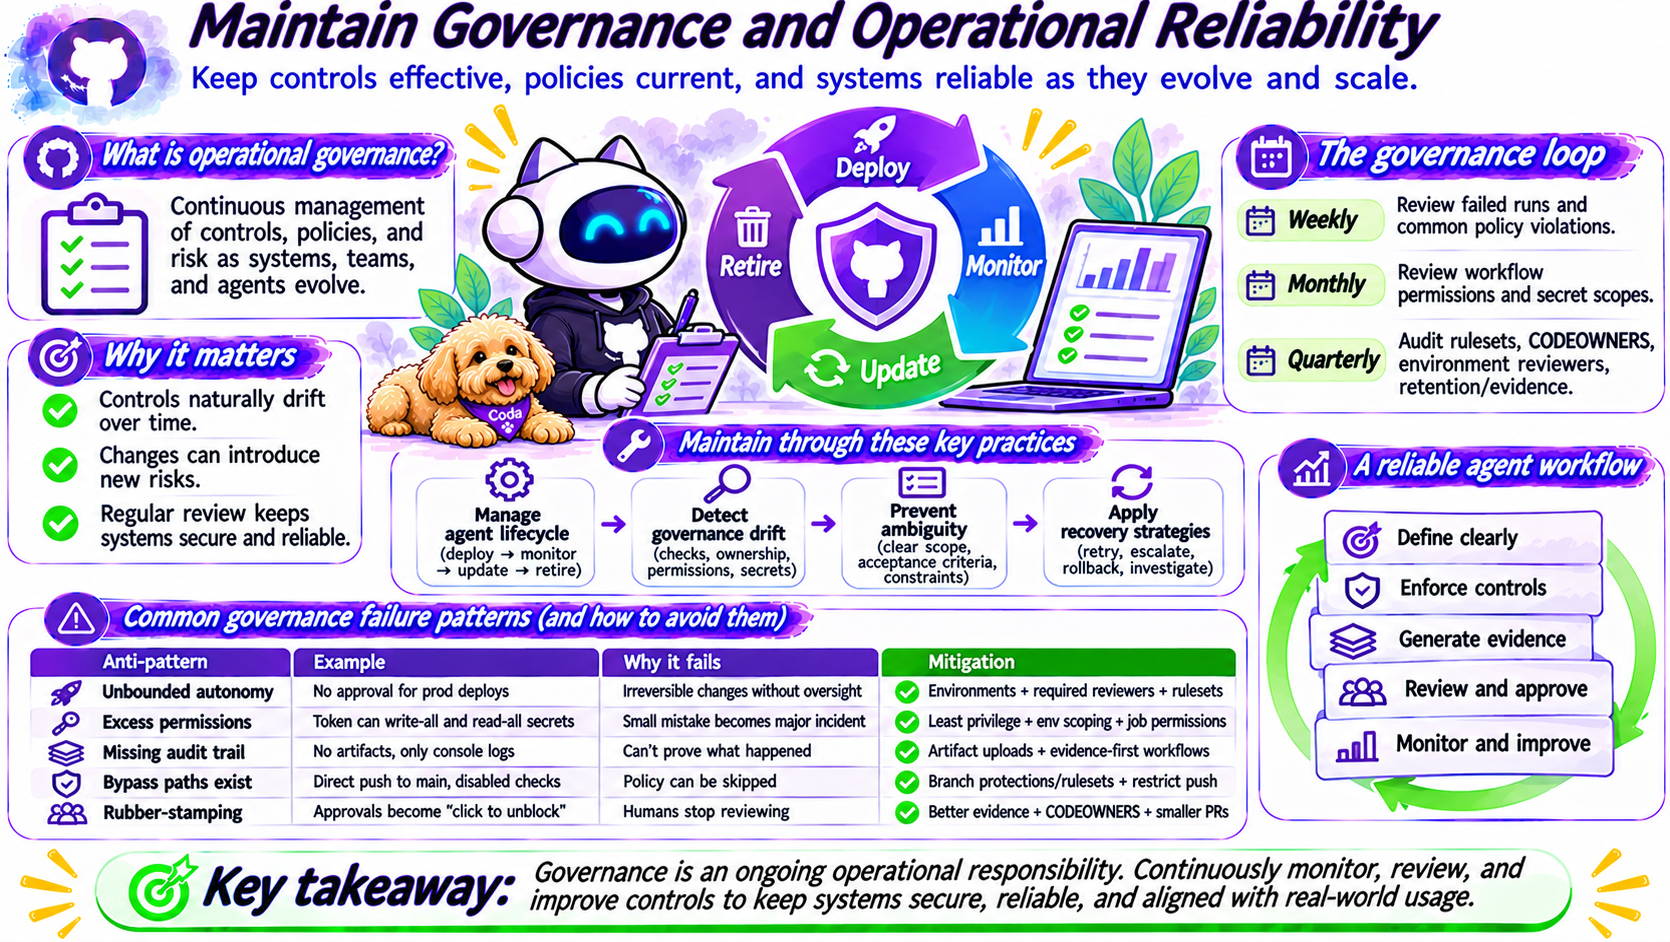 Maintain Governance and Operational Reliability
Keep controls effective, policies current, and systems reliable as they evolve and scale.
What is operational governance?
Continuous management
of controls, policies, and
risk as systems, teams,
and agents evolve.
Why it matters
Controls naturally drift
over time.
Changes can introduce
new risks.
Regular review keeps
systems secure and reliable.
Coda
Deploy
Monitor
Update
Retire
The governance loop
Weekly
Review failed runs and
common policy violations.
Monthly
Review workflow
permissions and secret scopes.
Quarterly
Audit rulesets, CODEOWNERS,
environment reviewers,
retention/evidence.
Maintain through these key practices
Manage
agent lifecycle
(deploy → monitor
→ update → retire)
→
Detect
governance drift
(checks, ownership,
permissions, secrets)
→
Prevent
ambiguity
(clear scope,
acceptance criteria,
constraints)
→
Apply
recovery strategies
(retry, escalate,
rollback, investigate)
A reliable agent workflow
Define clearly
Enforce controls
Generate evidence
Review and approve
Monitor and improve
Common governance failure patterns (and how to avoid them)
Anti-pattern Example Why it fails Mitigation
Unbounded autonomy No approval for prod deploys Irreversible changes without oversight Environments + required reviewers + rulesets
Excess permissions Token can write-all and read-all secrets Small mistake becomes major incident Least privilege + env scoping + job permissions
Missing audit trail No artifacts, only console logs Can't prove what happened Artifact uploads + evidence-first workflows
Bypass paths exist Direct push to main, disabled checks Policy can be skipped Branch protections/rulesets + restrict push
Rubber-stamping Approvals become "click to unblock" Humans stop reviewing Better evidence + CODEOWNERS + smaller PRs
Key takeaway:
Governance is an ongoing operational responsibility. Continuously monitor, review, and
improve controls to keep systems secure, reliable, and aligned with real-world usage.